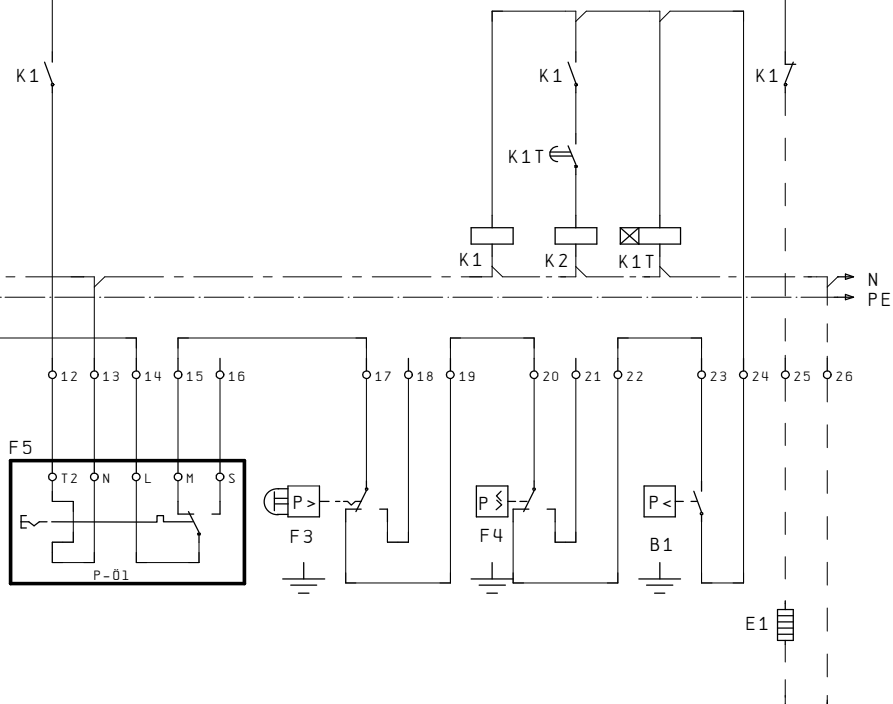 K1 K1 K1
K1T
K1 K2 K1T
N
PE
12 13 14 15 16 17 18 19 20 21 22 23 24 25 26
F5
T2 N L M S
P> P P<
F3 F4 B1
P-Öl
E1